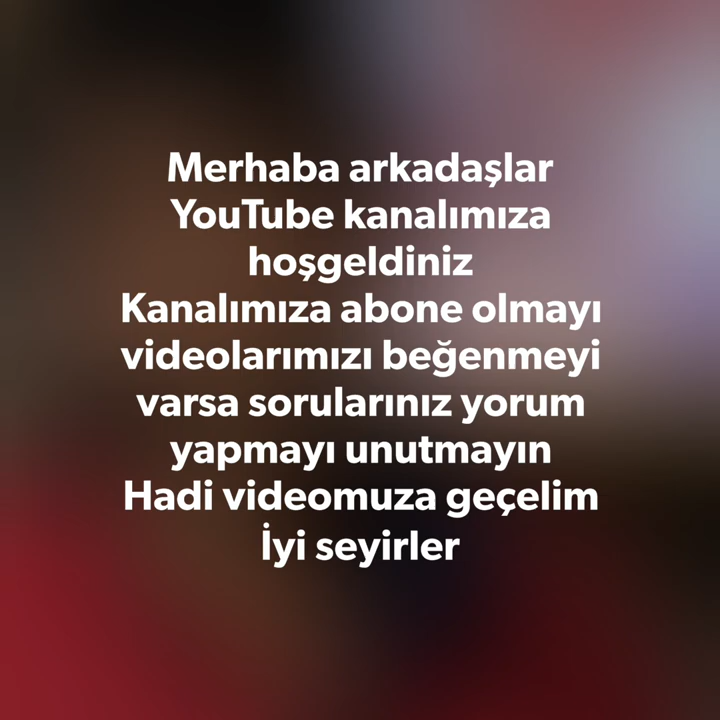 Merhaba arkadaşlar
YouTube kanalımıza
hoşgeldiniz
Kanalımıza abone olmayı
videolarımızı beğenmeyi
varsa sorularınız yorum
yapmayı unutmayın
Hadi videomuza geçelim
İyi seyirler